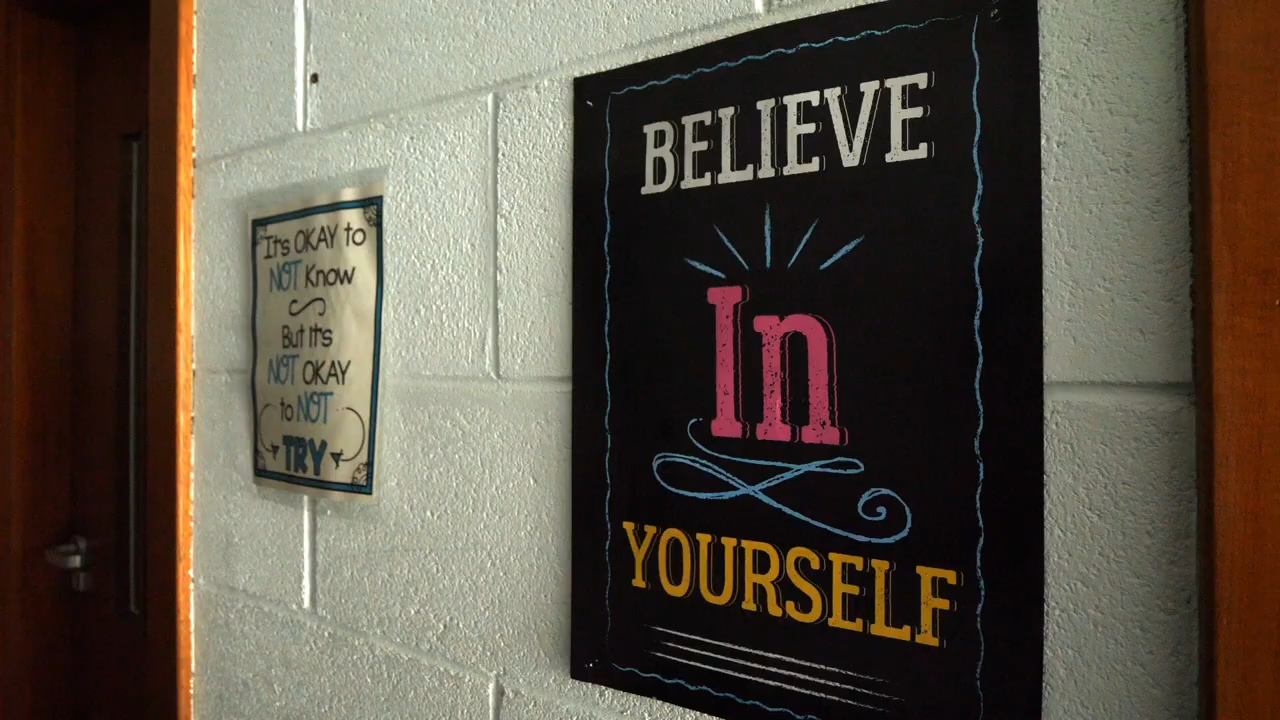 It's OKAY to
NOT Know
But It's
NOT OKAY
to NOT
TRY
BELIEVE
In
YOURSELF